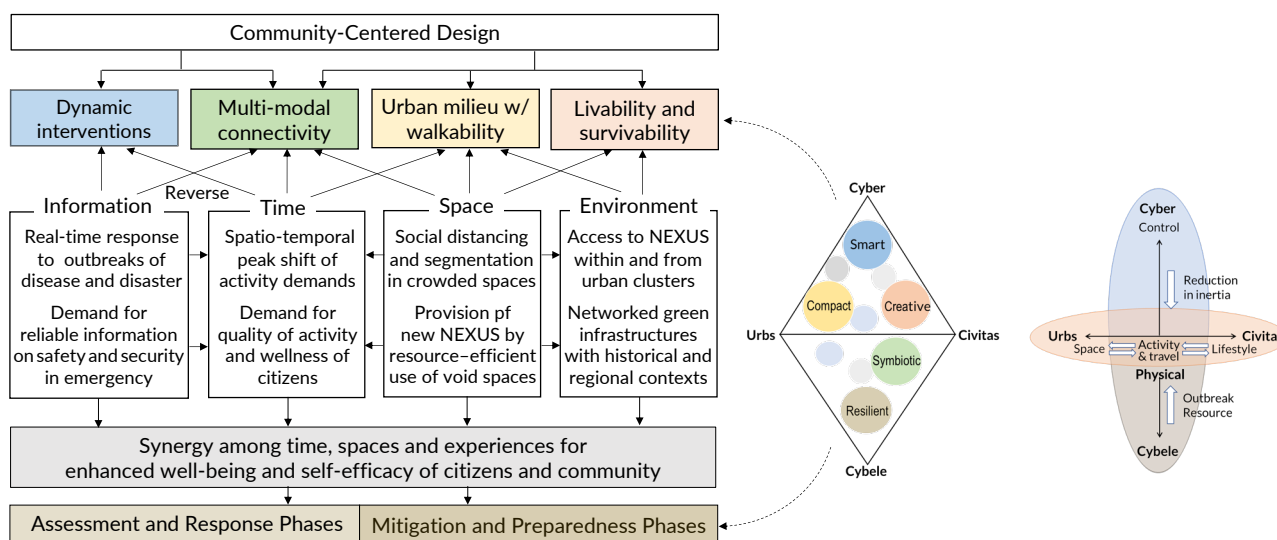 Community-Centered Design
Dynamic
interventions
Multi-modal
connectivity
Urban milieu w/
walkability
Livability and
survivability
Reverse
Information
Real-time response
to outbreaks of
disease and disaster
Demand for
reliable information
on safety and security
in emergency
Time
Spatio-temporal
peak shift of
activity demands
Demand for
quality of activity
and wellness of
citizens
Space
Social distancing
and segmentation
in crowded spaces
Provision pf
new NEXUS by
resource–efficient
use of void spaces
Environment
Access to NEXUS
within and from
urban clusters
Networked green
infrastructures
with historical and
regional contexts
Synergy among time, spaces and experiences for
enhanced well-being and self-efficacy of citizens and community
Assessment and Response Phases
Mitigation and Preparedness Phases
Cyber
Smart
Compact
Creative
Urbs
Civitas
Symbiotic
Resilient
Cybele
Cyber
Control
Reduction
in inertia
Urbs
Civita
Space
Activity
& travel
Lifestyle
Physical
Outbreak
Resource
Cybele